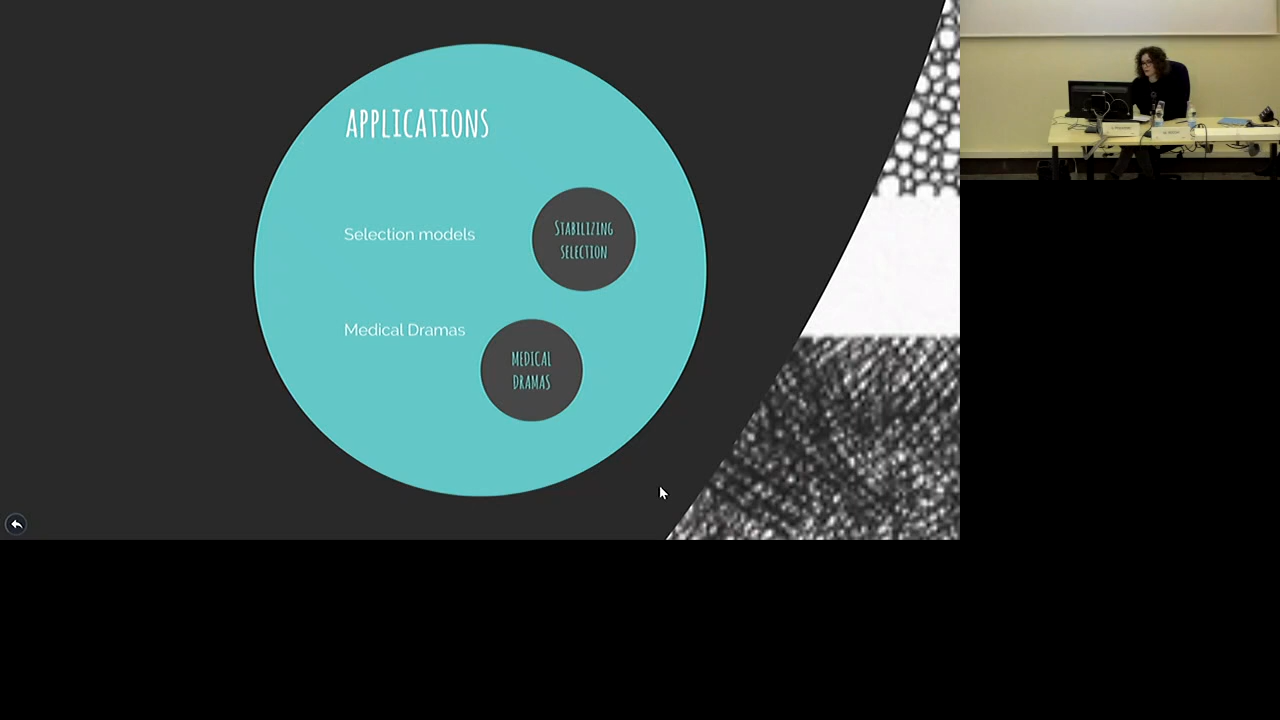 APPLICATIONS
Selection models
STABILIZING
SELECTION
Medical Dramas
MEDICAL
DRAMAS